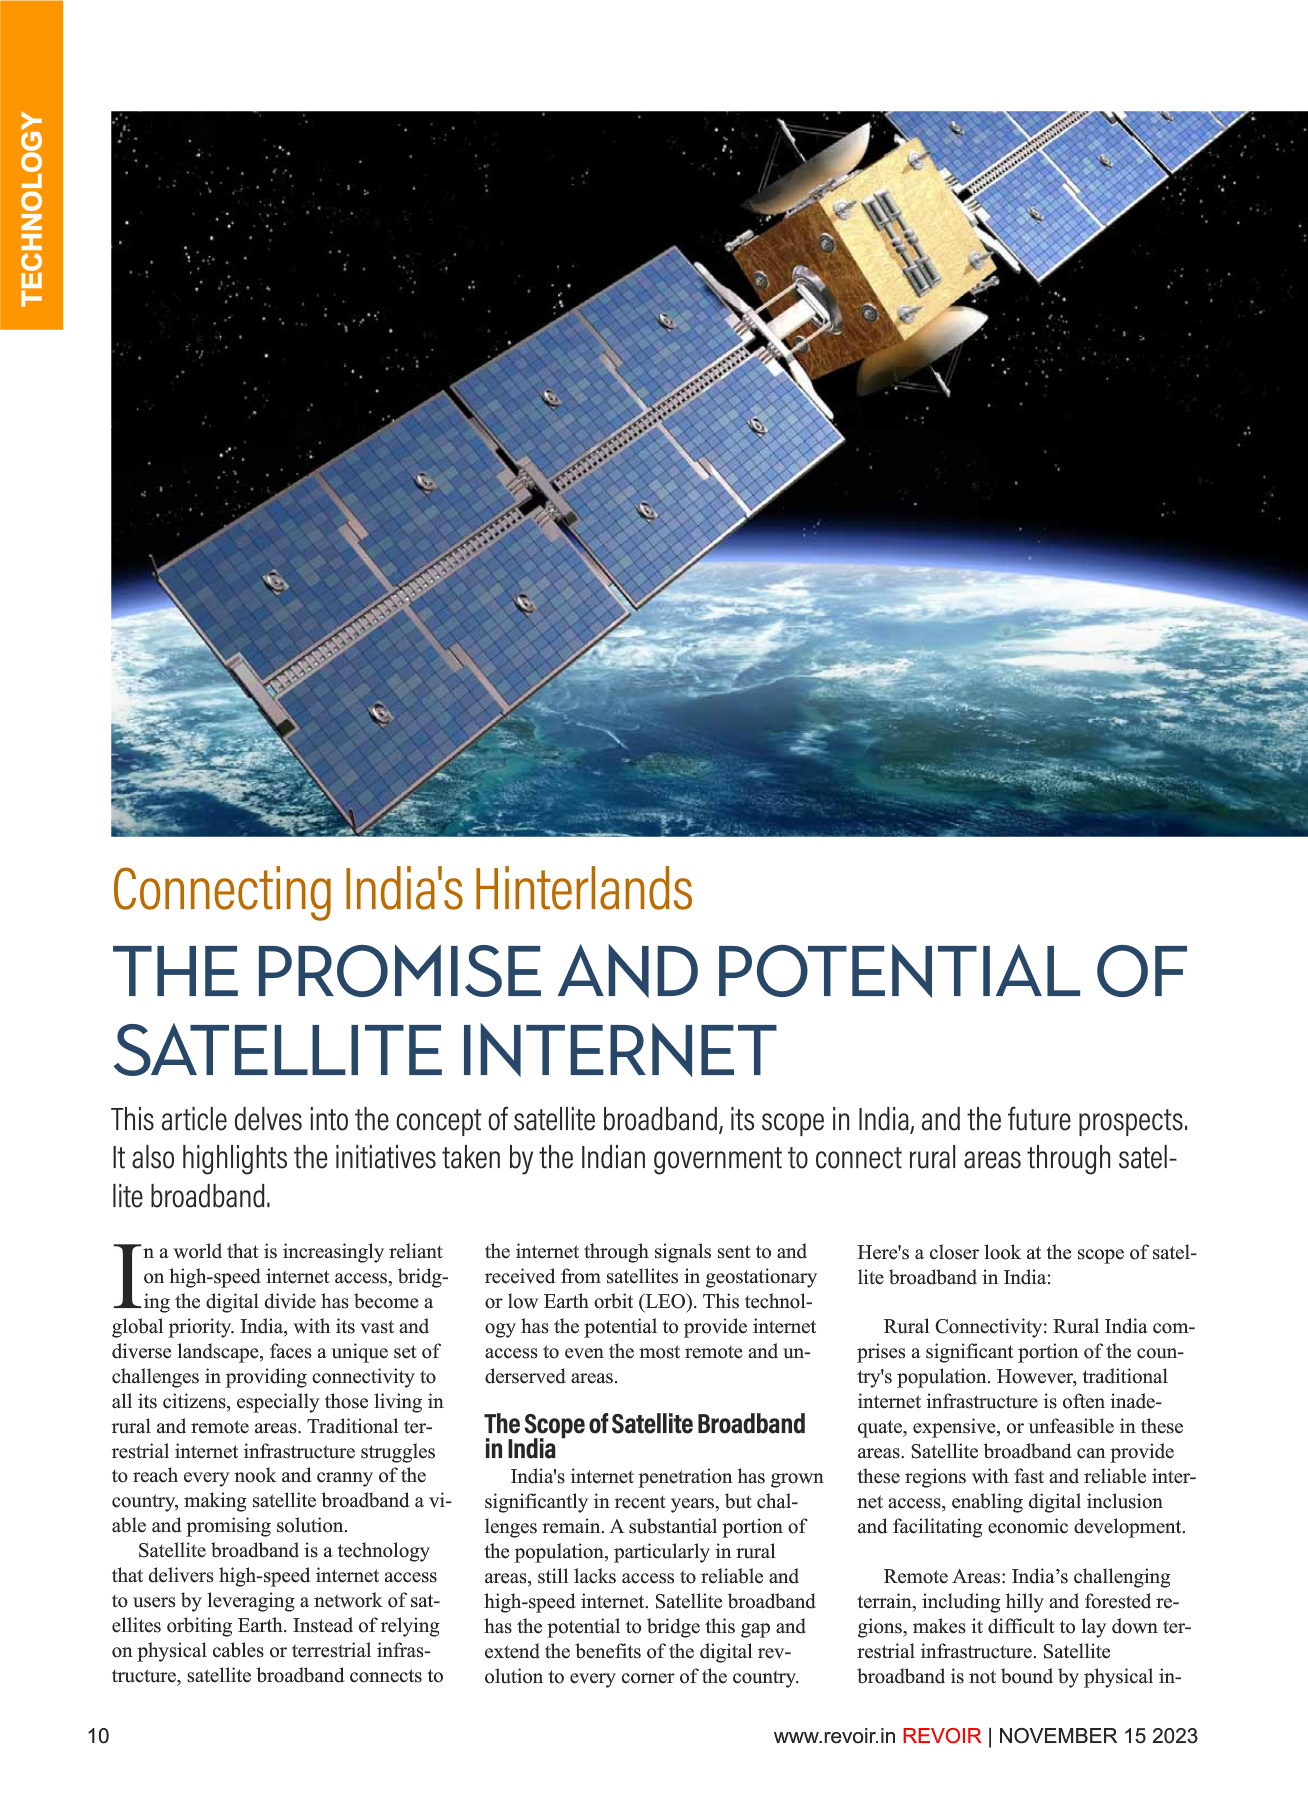 TECHNOLOGY
Connecting India's Hinterlands
THE PROMISE AND POTENTIAL OF
SATELLITE INTERNET
This article delves into the concept of satellite broadband, its scope in India, and the future prospects.
It also highlights the initiatives taken by the Indian government to connect rural areas through satel-
lite broadband.
In a world that is increasingly reliant
on high-speed internet access, bridg-
ing the digital divide has become a
global priority. India, with its vast and
diverse landscape, faces a unique set of
challenges in providing connectivity to
all its citizens, especially those living in
rural and remote areas. Traditional ter-
restrial internet infrastructure struggles
to reach every nook and cranny of the
country, making satellite broadband a vi-
able and promising solution.
Satellite broadband is a technology
that delivers high-speed internet access
to users by leveraging a network of sat-
ellites orbiting Earth. Instead of relying
on physical cables or terrestrial infras-
tructure, satellite broadband connects to
the internet through signals sent to and
received from satellites in geostationary
or low Earth orbit (LEO). This technol-
ogy has the potential to provide internet
access to even the most remote and un-
derserved areas.
The Scope of Satellite Broadband
in India
India's internet penetration has grown
significantly in recent years, but chal-
lenges remain. A substantial portion of
the population, particularly in rural
areas, still lacks access to reliable and
high-speed internet. Satellite broadband
has the potential to bridge this gap and
extend the benefits of the digital rev-
olution to every corner of the country.
Here's a closer look at the scope of satel-
lite broadband in India:
Rural Connectivity: Rural India com-
prises a significant portion of the coun-
try's population. However, traditional
internet infrastructure is often inade-
quate, expensive, or unfeasible in these
areas. Satellite broadband can provide
these regions with fast and reliable inter-
net access, enabling digital inclusion
and facilitating economic development.
Remote Areas: India’s challenging
terrain, including hilly and forested re-
gions, makes it difficult to lay down ter-
restrial infrastructure. Satellite
broadband is not bound by physical in-
10
www.revoir.in REVOIR | NOVEMBER 15 2023